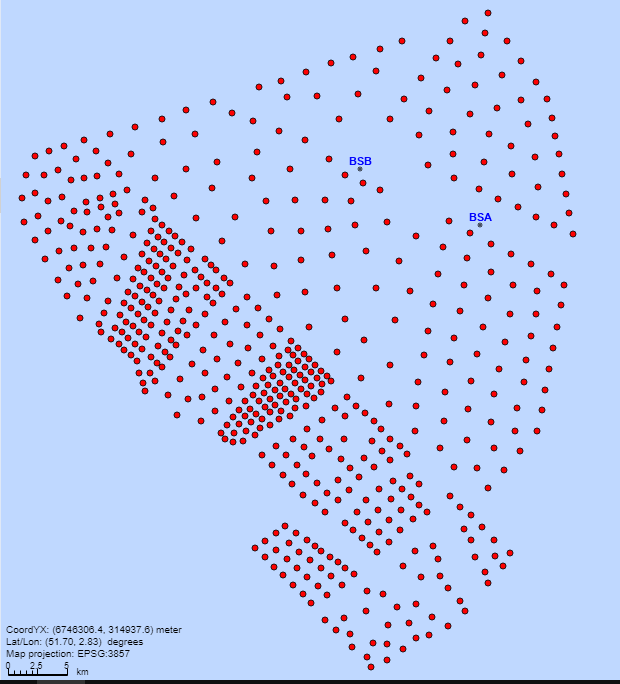 BSB
BSA
CoordYX: (6746306.4, 314937.6) meter
Lat/Lon: (51.70, 2.83) degrees
Map projection: EPSG:3857
0 2.5 5 km